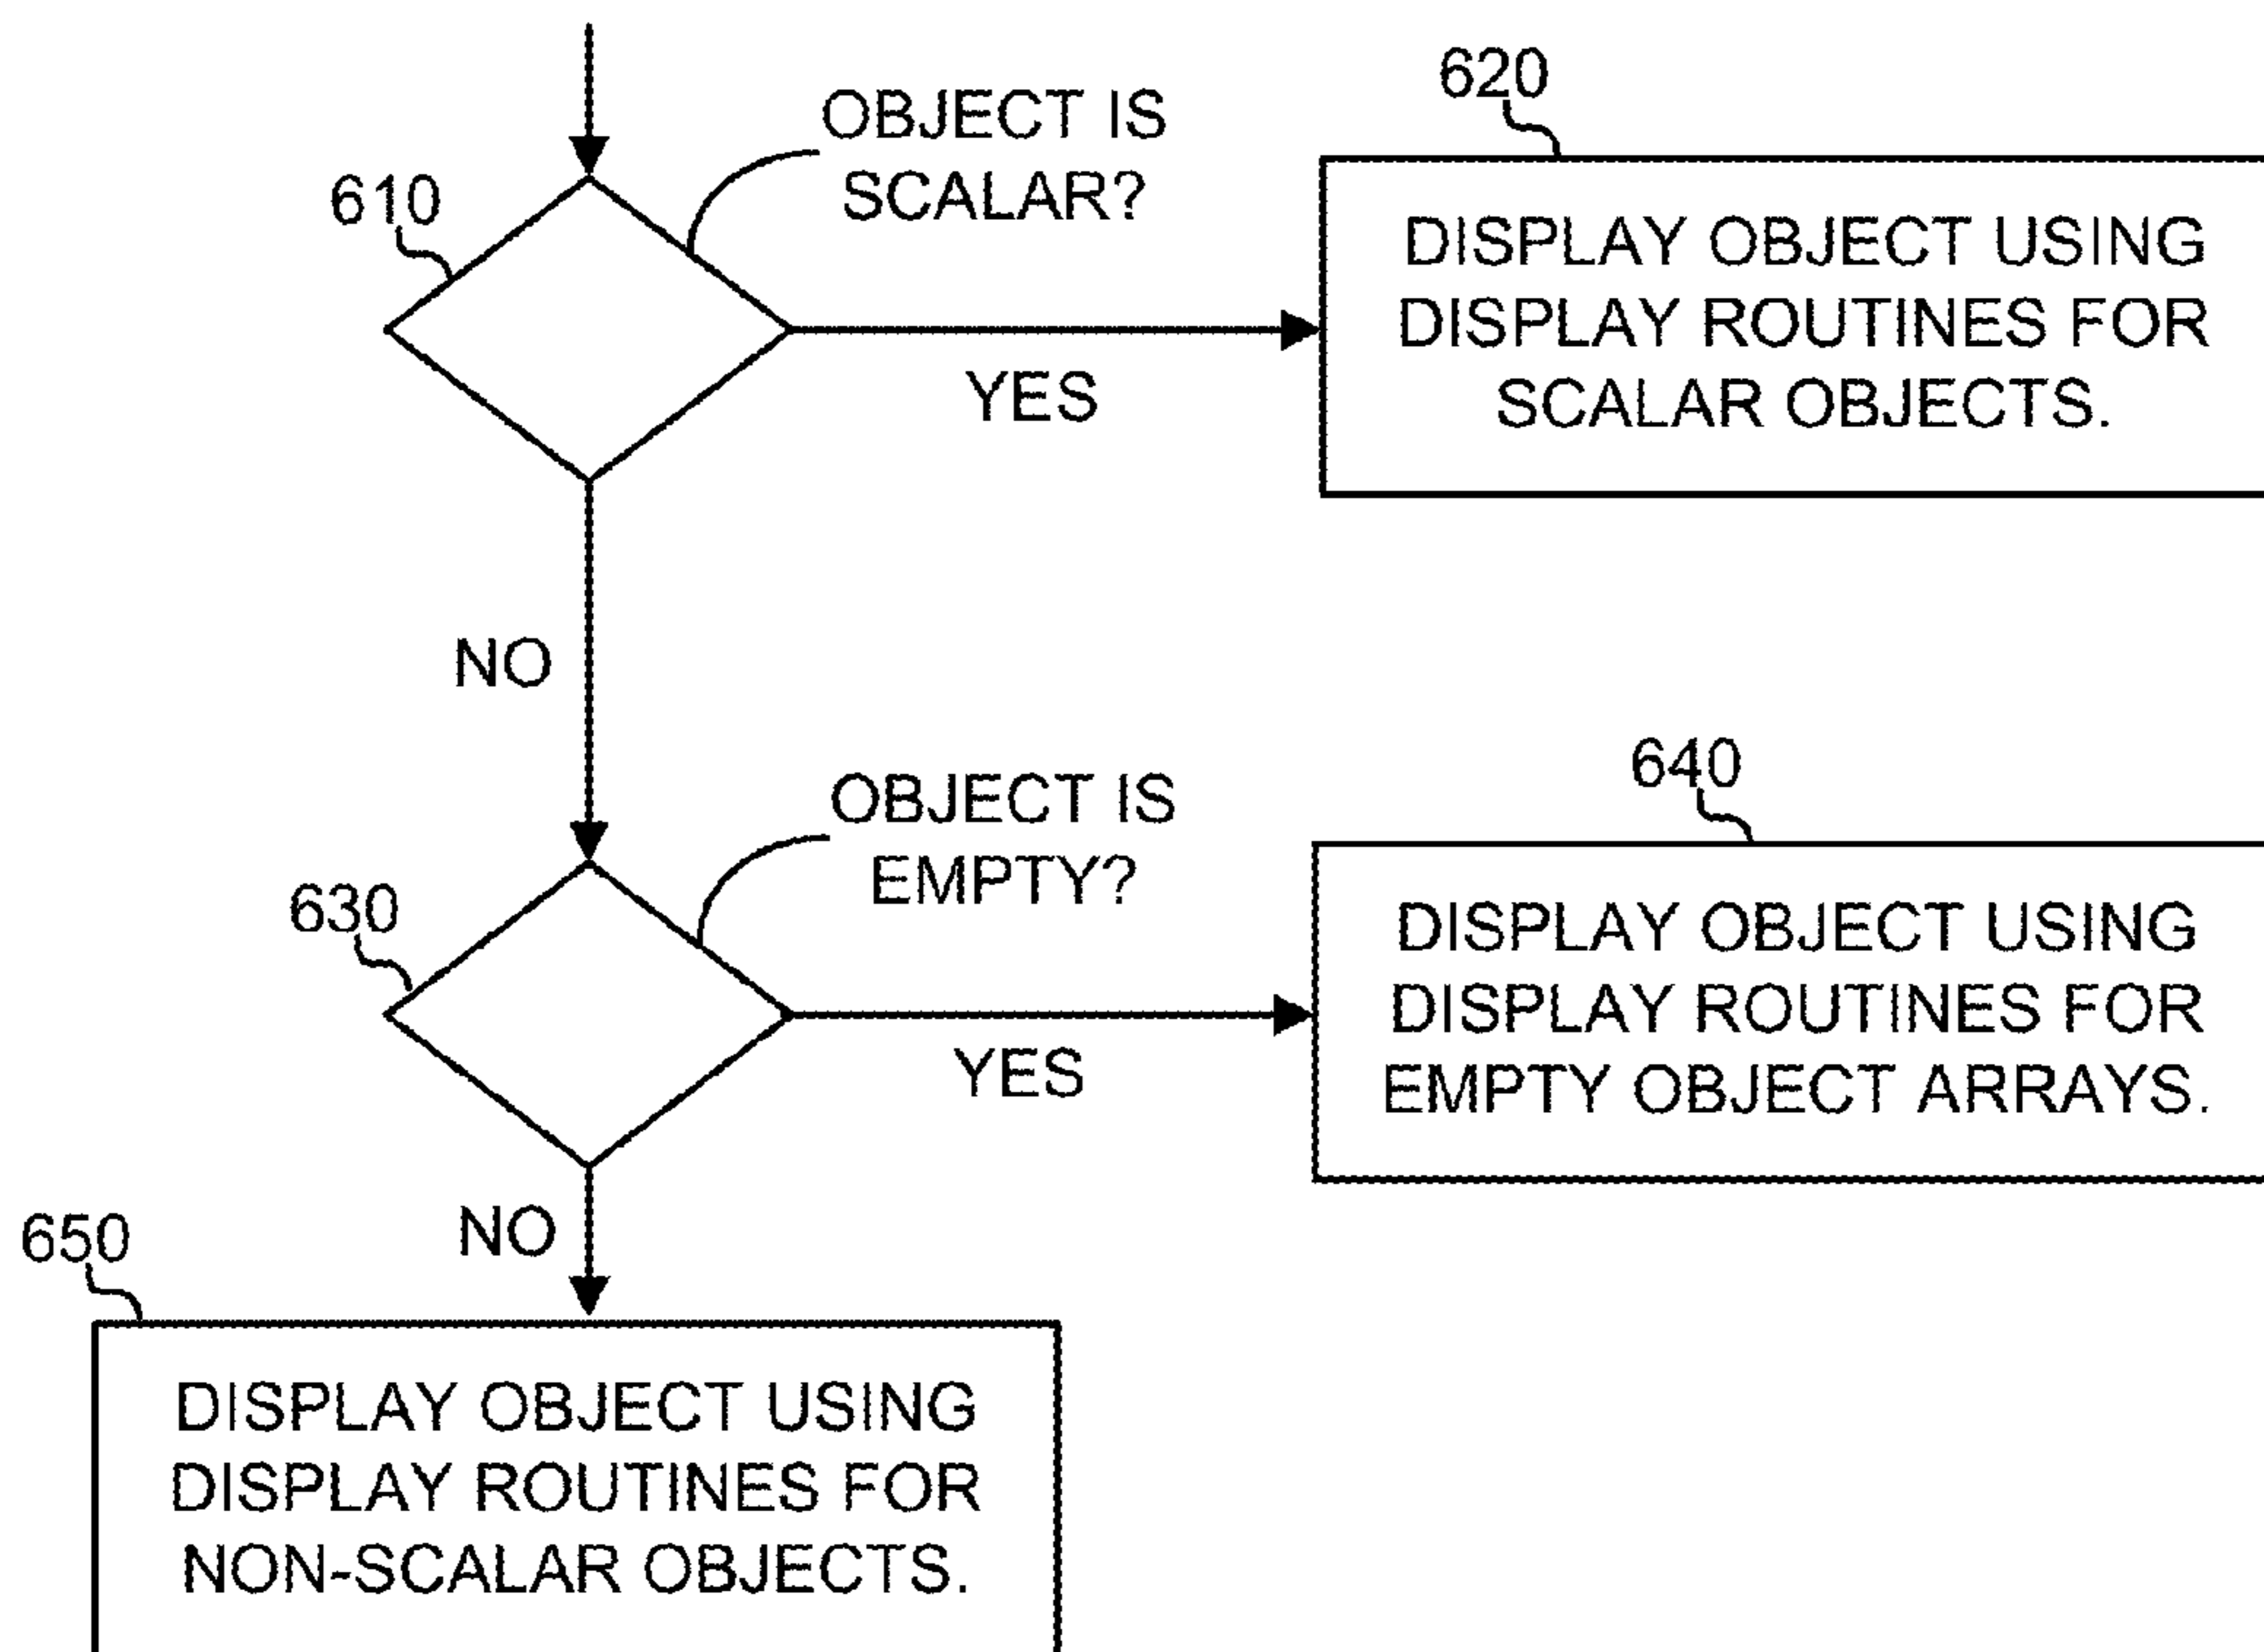 610
OBJECT IS
SCALAR?
620
DISPLAY OBJECT USING
DISPLAY ROUTINES FOR
SCALAR OBJECTS.
YES
NO
630
OBJECT IS
EMPTY?
640
DISPLAY OBJECT USING
DISPLAY ROUTINES FOR
EMPTY OBJECT ARRAYS.
YES
NO
650
DISPLAY OBJECT USING
DISPLAY ROUTINES FOR
NON-SCALAR OBJECTS.